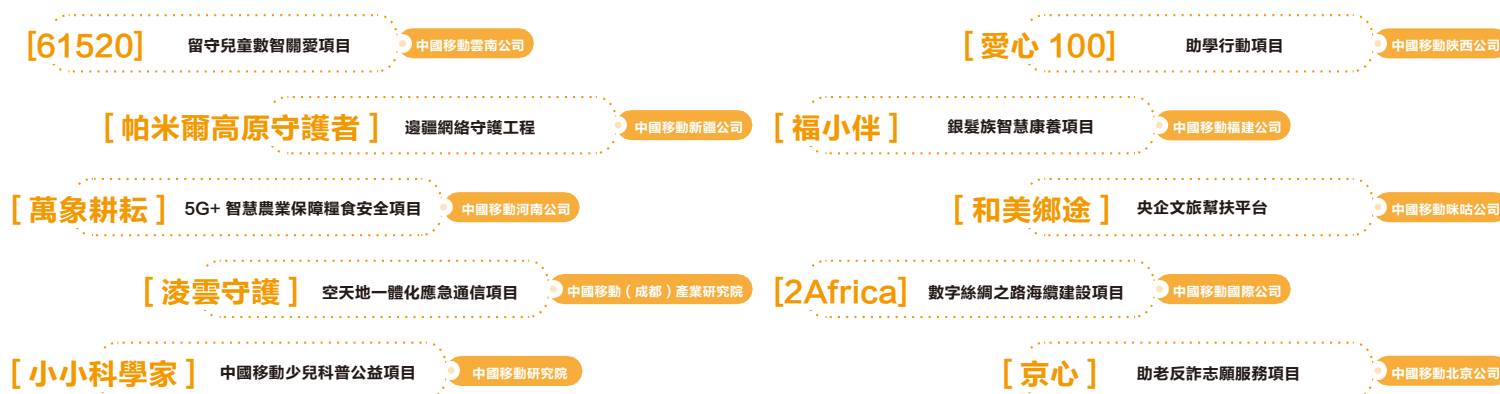 [61520] 留守兒童數智關愛項目 中國移動雲南公司
[愛心 100] 助學行動項目 中國移動陝西公司
[帕米爾高原守護者] 邊疆網絡守護工程 中國移動新疆公司
[福小伴] 銀髮族智慧康養項目 中國移動福建公司
[萬象耕耘] 5G+ 智慧農業保障糧食安全項目 中國移動河南公司
[和美鄉途] 央企文旅幫扶平台 中國移動咪咕公司
[淩雲守護] 空天地一體化應急通信項目 中國移動（成都）產業研究院
[2Africa] 數字絲綢之路海纜建設項目 中國移動國際公司
[小小科學家] 中國移動少兒科普公益項目 中國移動研究院
[京心] 助老反詐志願服務項目 中國移動北京公司